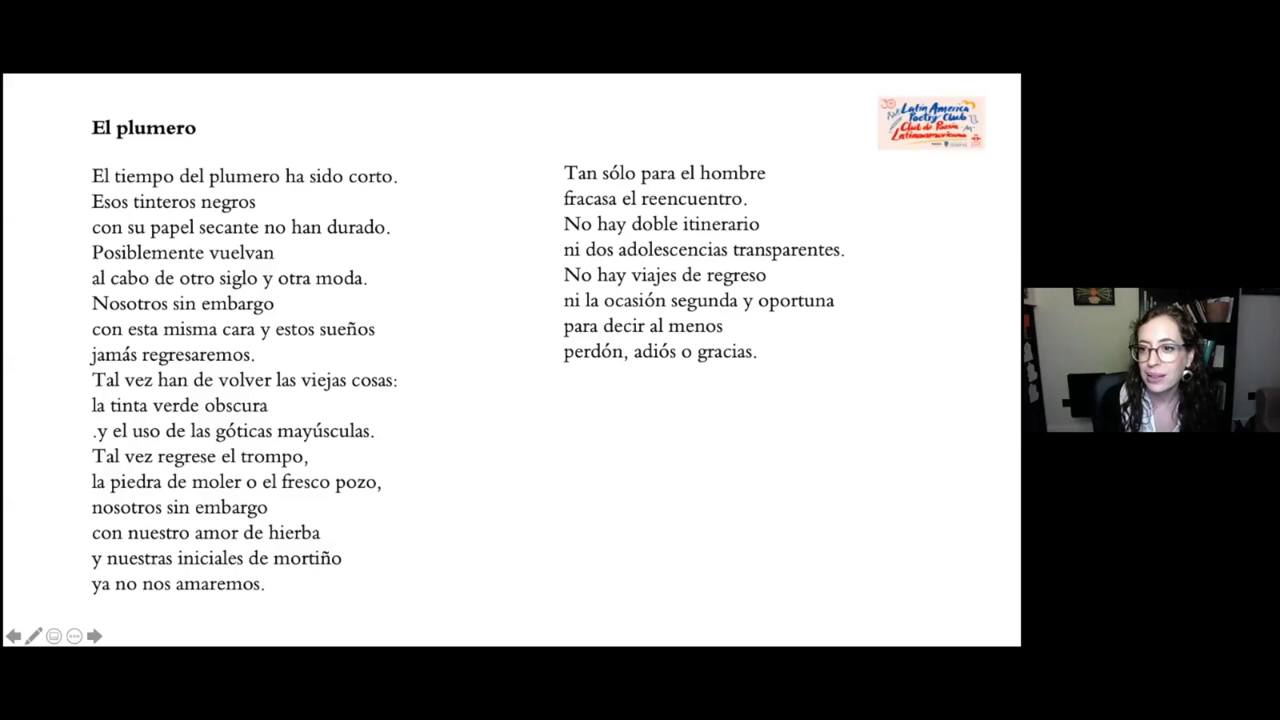 El plumero
El tiempo del plumero ha sido corto.
Esos tinteros negros
con su papel secante no han durado.
Posiblemente vuelvan
al cabo de otro siglo y otra moda.
Nosotros sin embargo
con esta misma cara y estos sueños
jamás regresaremos.
Tal vez han de volver las viejas cosas:
la tinta verde obscura
.y el uso de las góticas mayúsculas.
Tal vez regrese el trompo,
la piedra de moler o el fresco pozo,
nosotros sin embargo
con nuestro amor de hierba
y nuestras iniciales de mortiño
ya no nos amaremos.
Tan sólo para el hombre
fracasa el reencuentro.
No hay doble itinerario
ni dos adolescencias transparentes.
No hay viajes de regreso
ni la ocasión segunda y oportuna
para decir al menos
perdón, adiós o gracias.
Latin America
Poetry Club
Club de Poesía
Latinoamericana